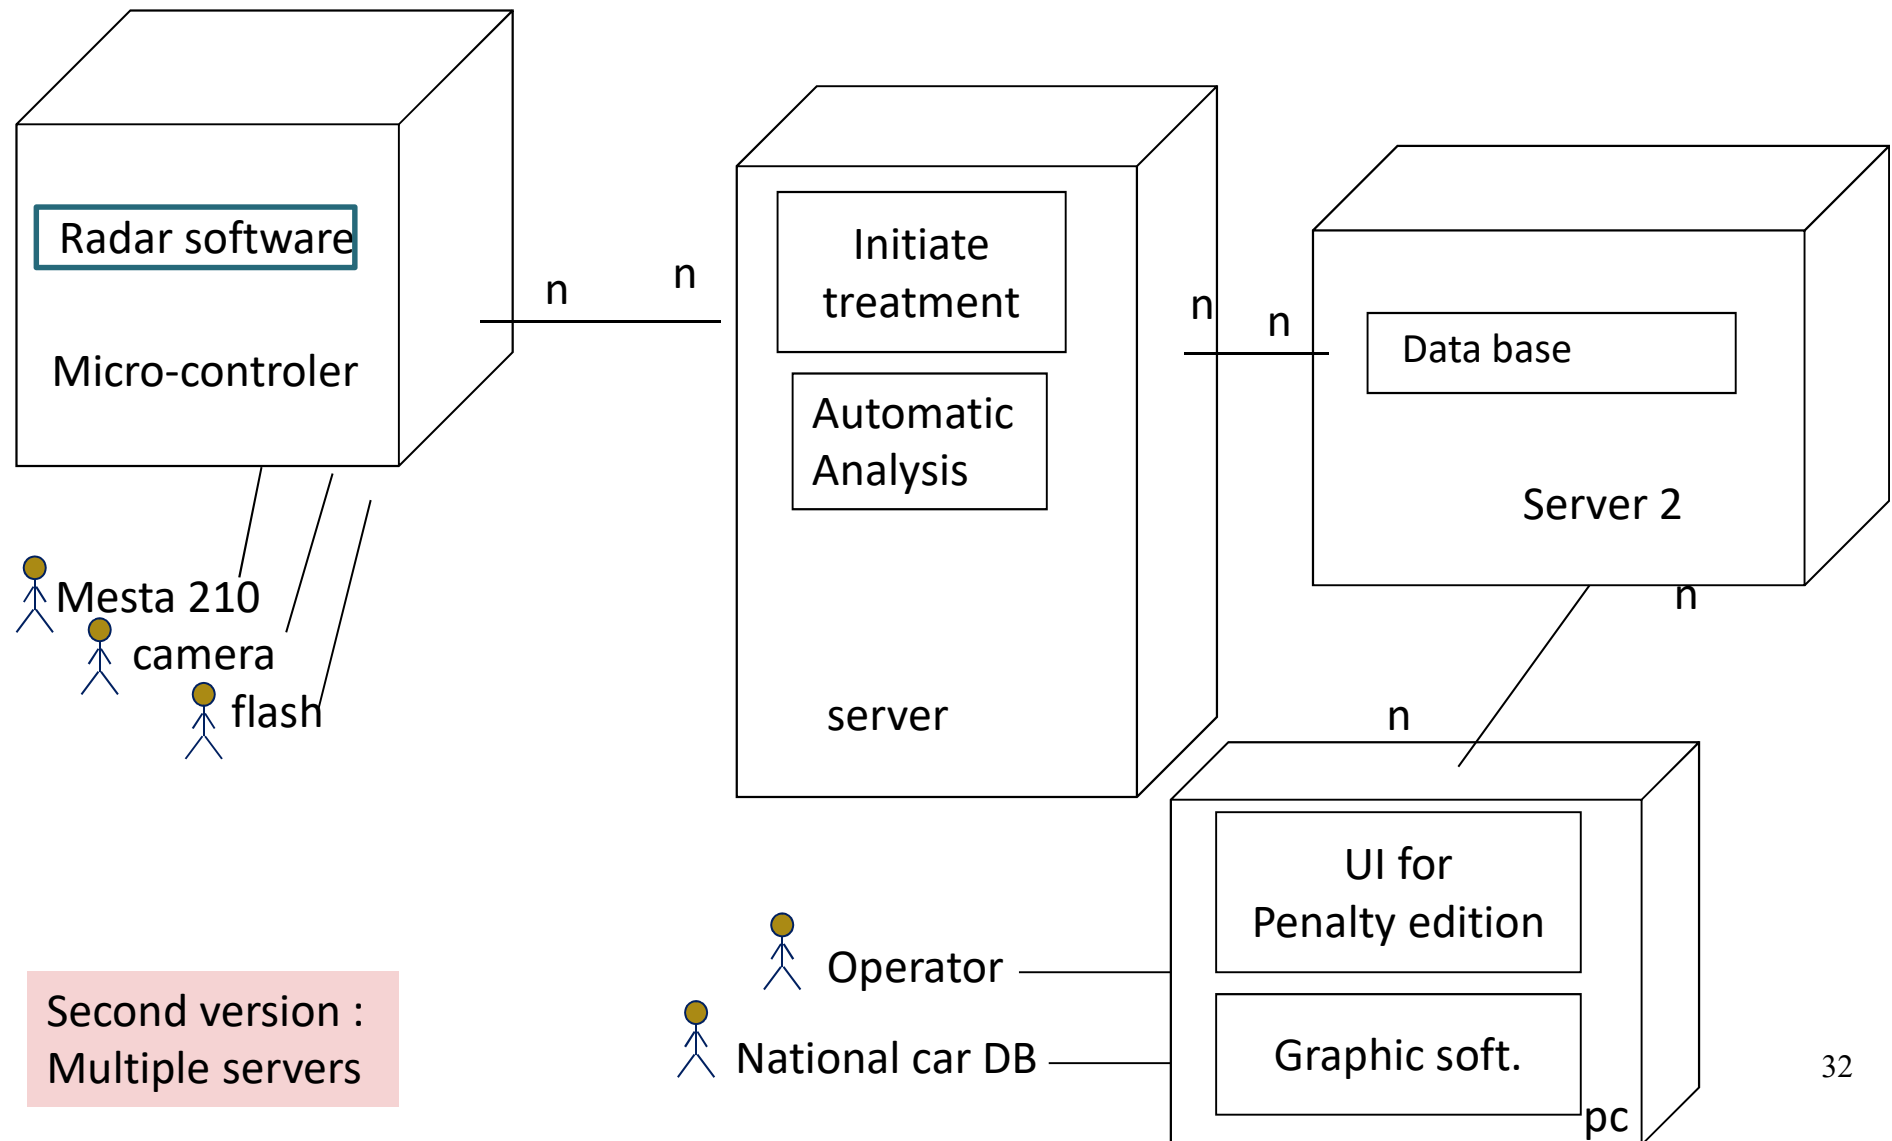 Radar software
Micro-controler
n
n
Initiate
treatment
Automatic
Analysis
server
n
n
Data base
Server 2
n
n
Mesta 210
camera
flash
UI for
Penalty edition
Graphic soft.
pc
Operator
National car DB
Second version :
Multiple servers
32